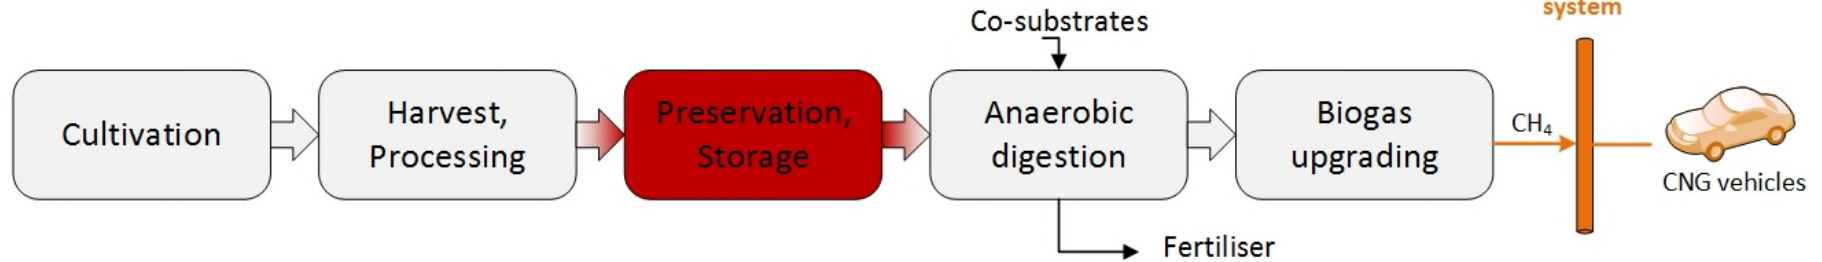 Co-substrates
system
Cultivation
Harvest,
Processing
Preservation,
Storage
Anaerobic
digestion
Biogas
upgrading
CH₄
CNG vehicles
Fertiliser